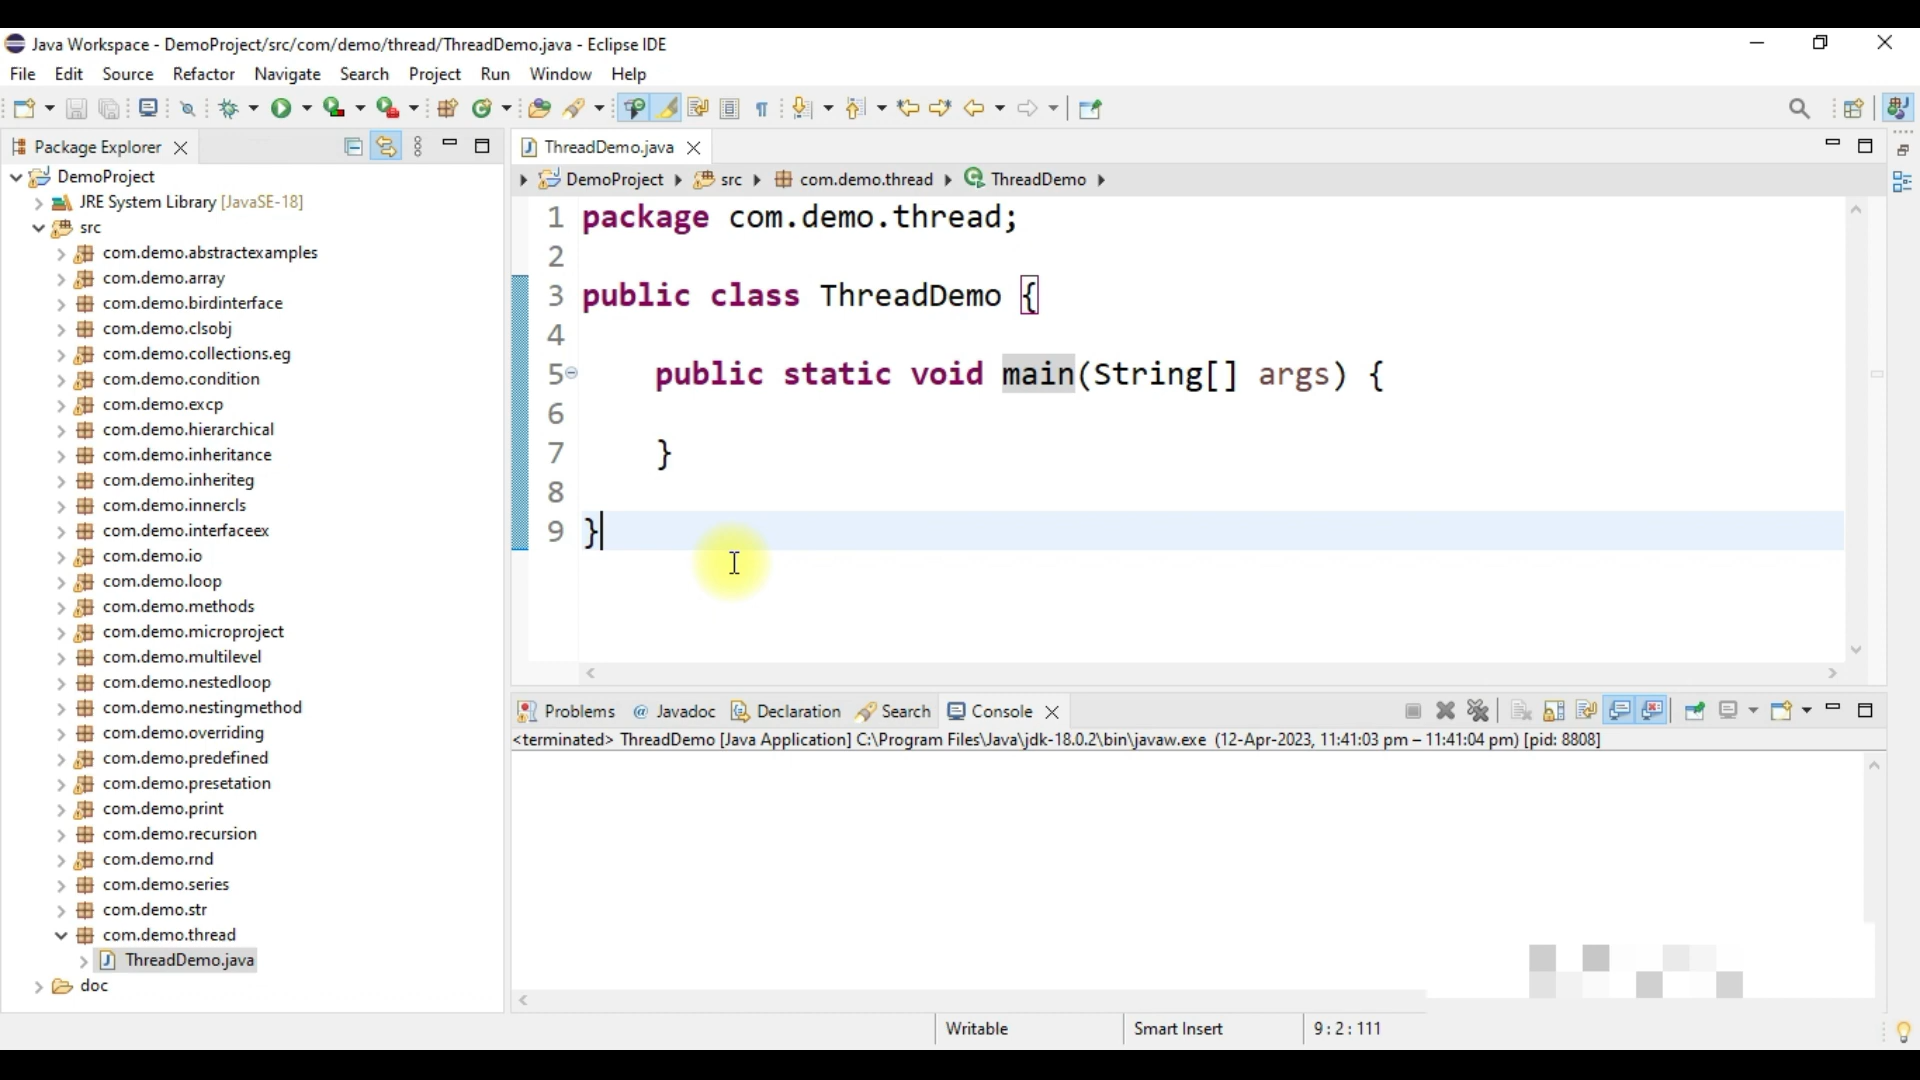 Java Workspace - DemoProject/src/com/demo/thread/ThreadDemo.java - Eclipse IDE
File Edit Source Refactor Navigate Search Project Run Window Help
Package Explorer
DemoProject
JRE System Library [JavaSE-18]
src
com.demo.abstractexamples
com.demo.array
com.demo.birdinterface
com.demo.clsobj
com.demo.collections.eg
com.demo.condition
com.demo.excp
com.demo.hierarchical
com.demo.inheritance
com.demo.inheriteg
com.demo.innercls
com.demo.interfaceex
com.demo.io
com.demo.loop
com.demo.methods
com.demo.microproject
com.demo.multilevel
com.demo.nestedloop
com.demo.nestingmethod
com.demo.overriding
com.demo.predefined
com.demo.presetation
com.demo.print
com.demo.recursion
com.demo.rnd
com.demo.series
com.demo.str
com.demo.thread
ThreadDemo.java
doc
ThreadDemo.java
DemoProject src com.demo.thread ThreadDemo
1 package com.demo.thread;
2
3 public class ThreadDemo {
4
5 public static void main(String[] args) {
6
7 }
8
9 }
Problems @ Javadoc Declaration Search Console
<terminated> ThreadDemo [Java Application] C:\Program Files\Java\jdk-18.0.2\bin\javaw.exe (12-Apr-2023, 11:41:03 pm – 11:41:04 pm) [pid: 8808]
Writable Smart Insert 9 : 2 : 111